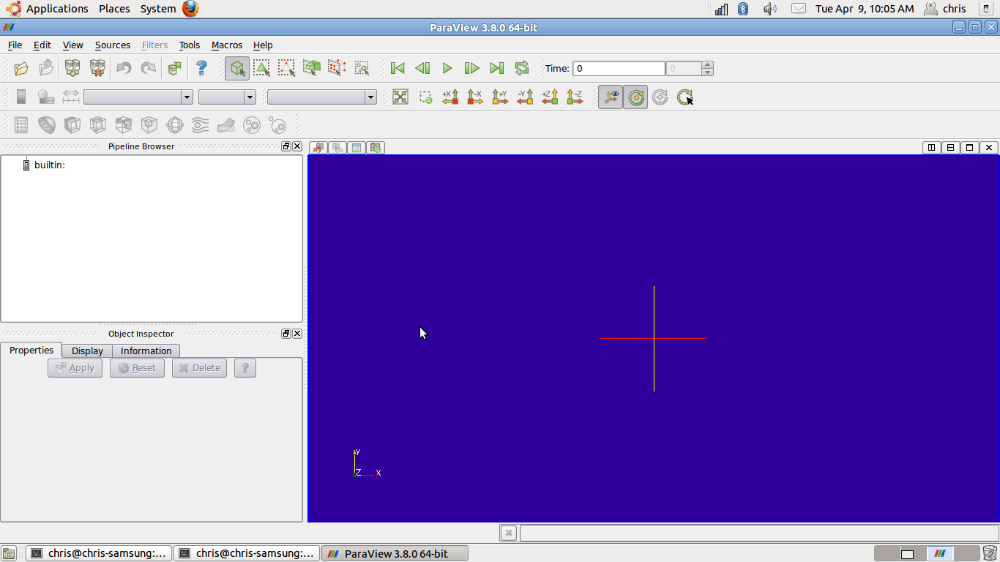 Applications Places System Tue Apr 9, 10:05 AM chris
ParaView 3.8.0 64-bit
File Edit View Sources Filters Tools Macros Help
? Time: 0 0
+X -X +Y -Y +Z -Z
Pipeline Browser
builtin:
Object Inspector
Properties Display Information
Apply Reset Delete ?
Y
Z X
chris@chris-samsung:... chris@chris-samsung:... ParaView 3.8.0 64-bit